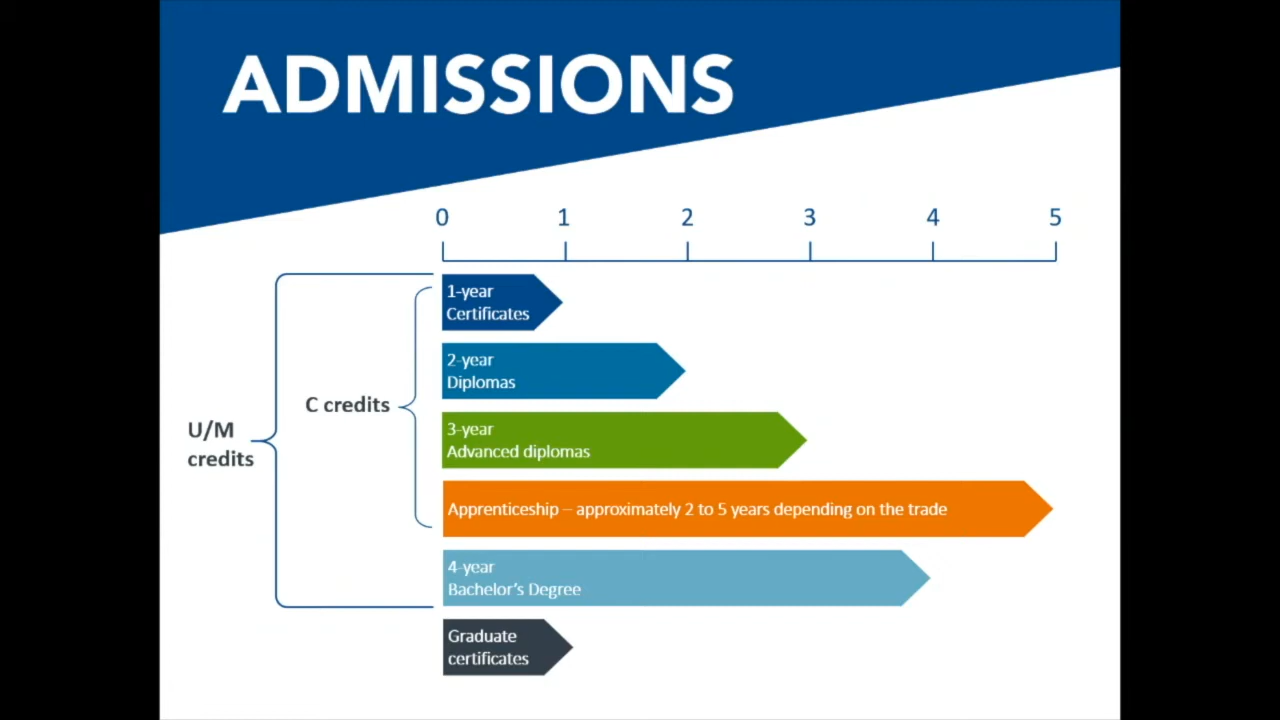 ADMISSIONS
0 1 2 3 4 5
1-year
Certificates
2-year
Diplomas
C credits
3-year
Advanced diplomas
U/M
credits
Apprenticeship – approximately 2 to 5 years depending on the trade
4-year
Bachelor's Degree
Graduate
certificates